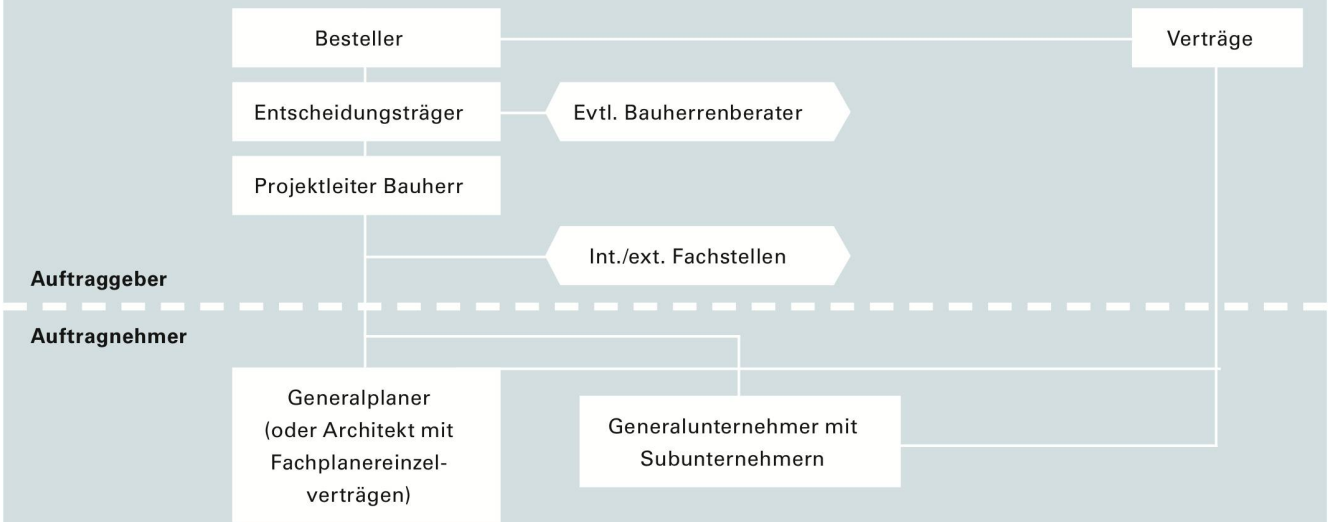 Besteller
Verträge
Entscheidungsträger
Evtl. Bauherrenberater
Projektleiter Bauherr
Int./ext. Fachstellen
Auftraggeber
Auftragnehmer
Generalplaner
(oder Architekt mit
Fachplanereinzel-
verträgen)
Generalunternehmer mit
Subunternehmern